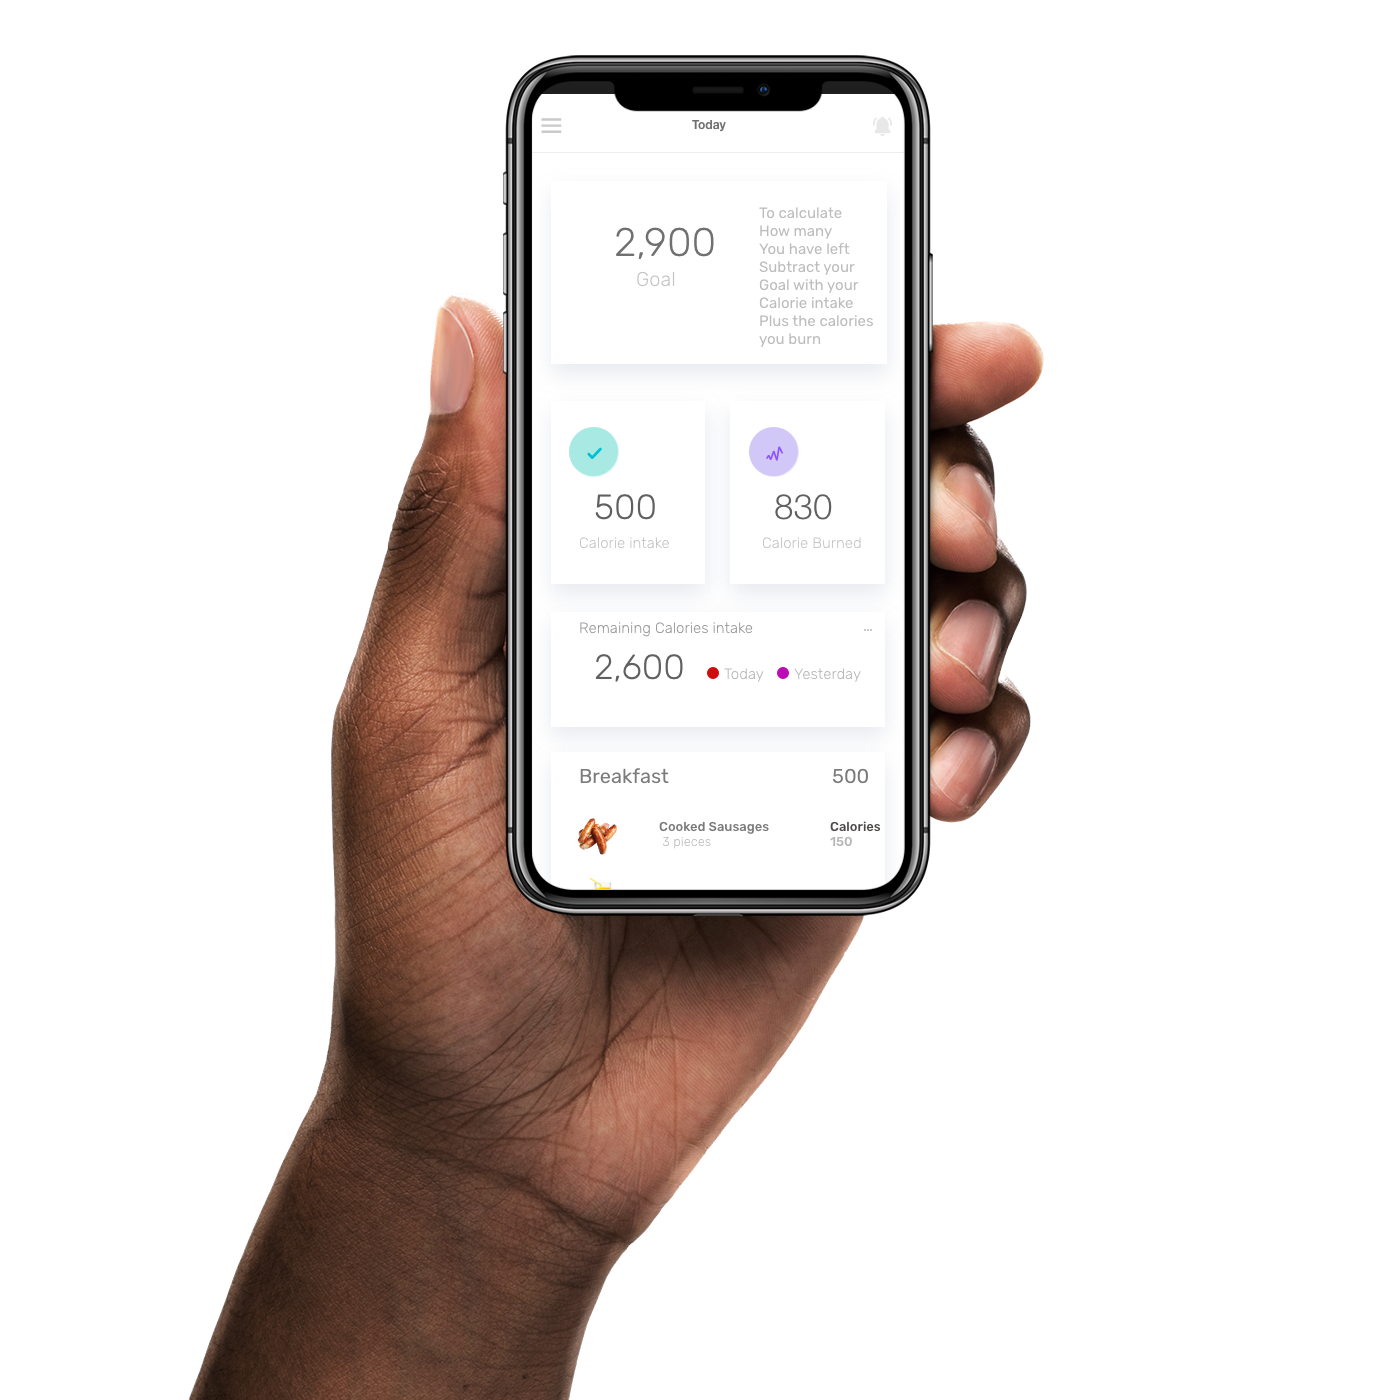 Today
2,900
Goal
To calculate
How many
You have left
Subtract your
Goal with your
Calorie intake
Plus the calories
you burn
500
Calorie intake
830
Calorie Burned
Remaining Calories intake
...
2,600
Today
Yesterday
Breakfast
500
Cooked Sausages
3 pieces
Calories
150